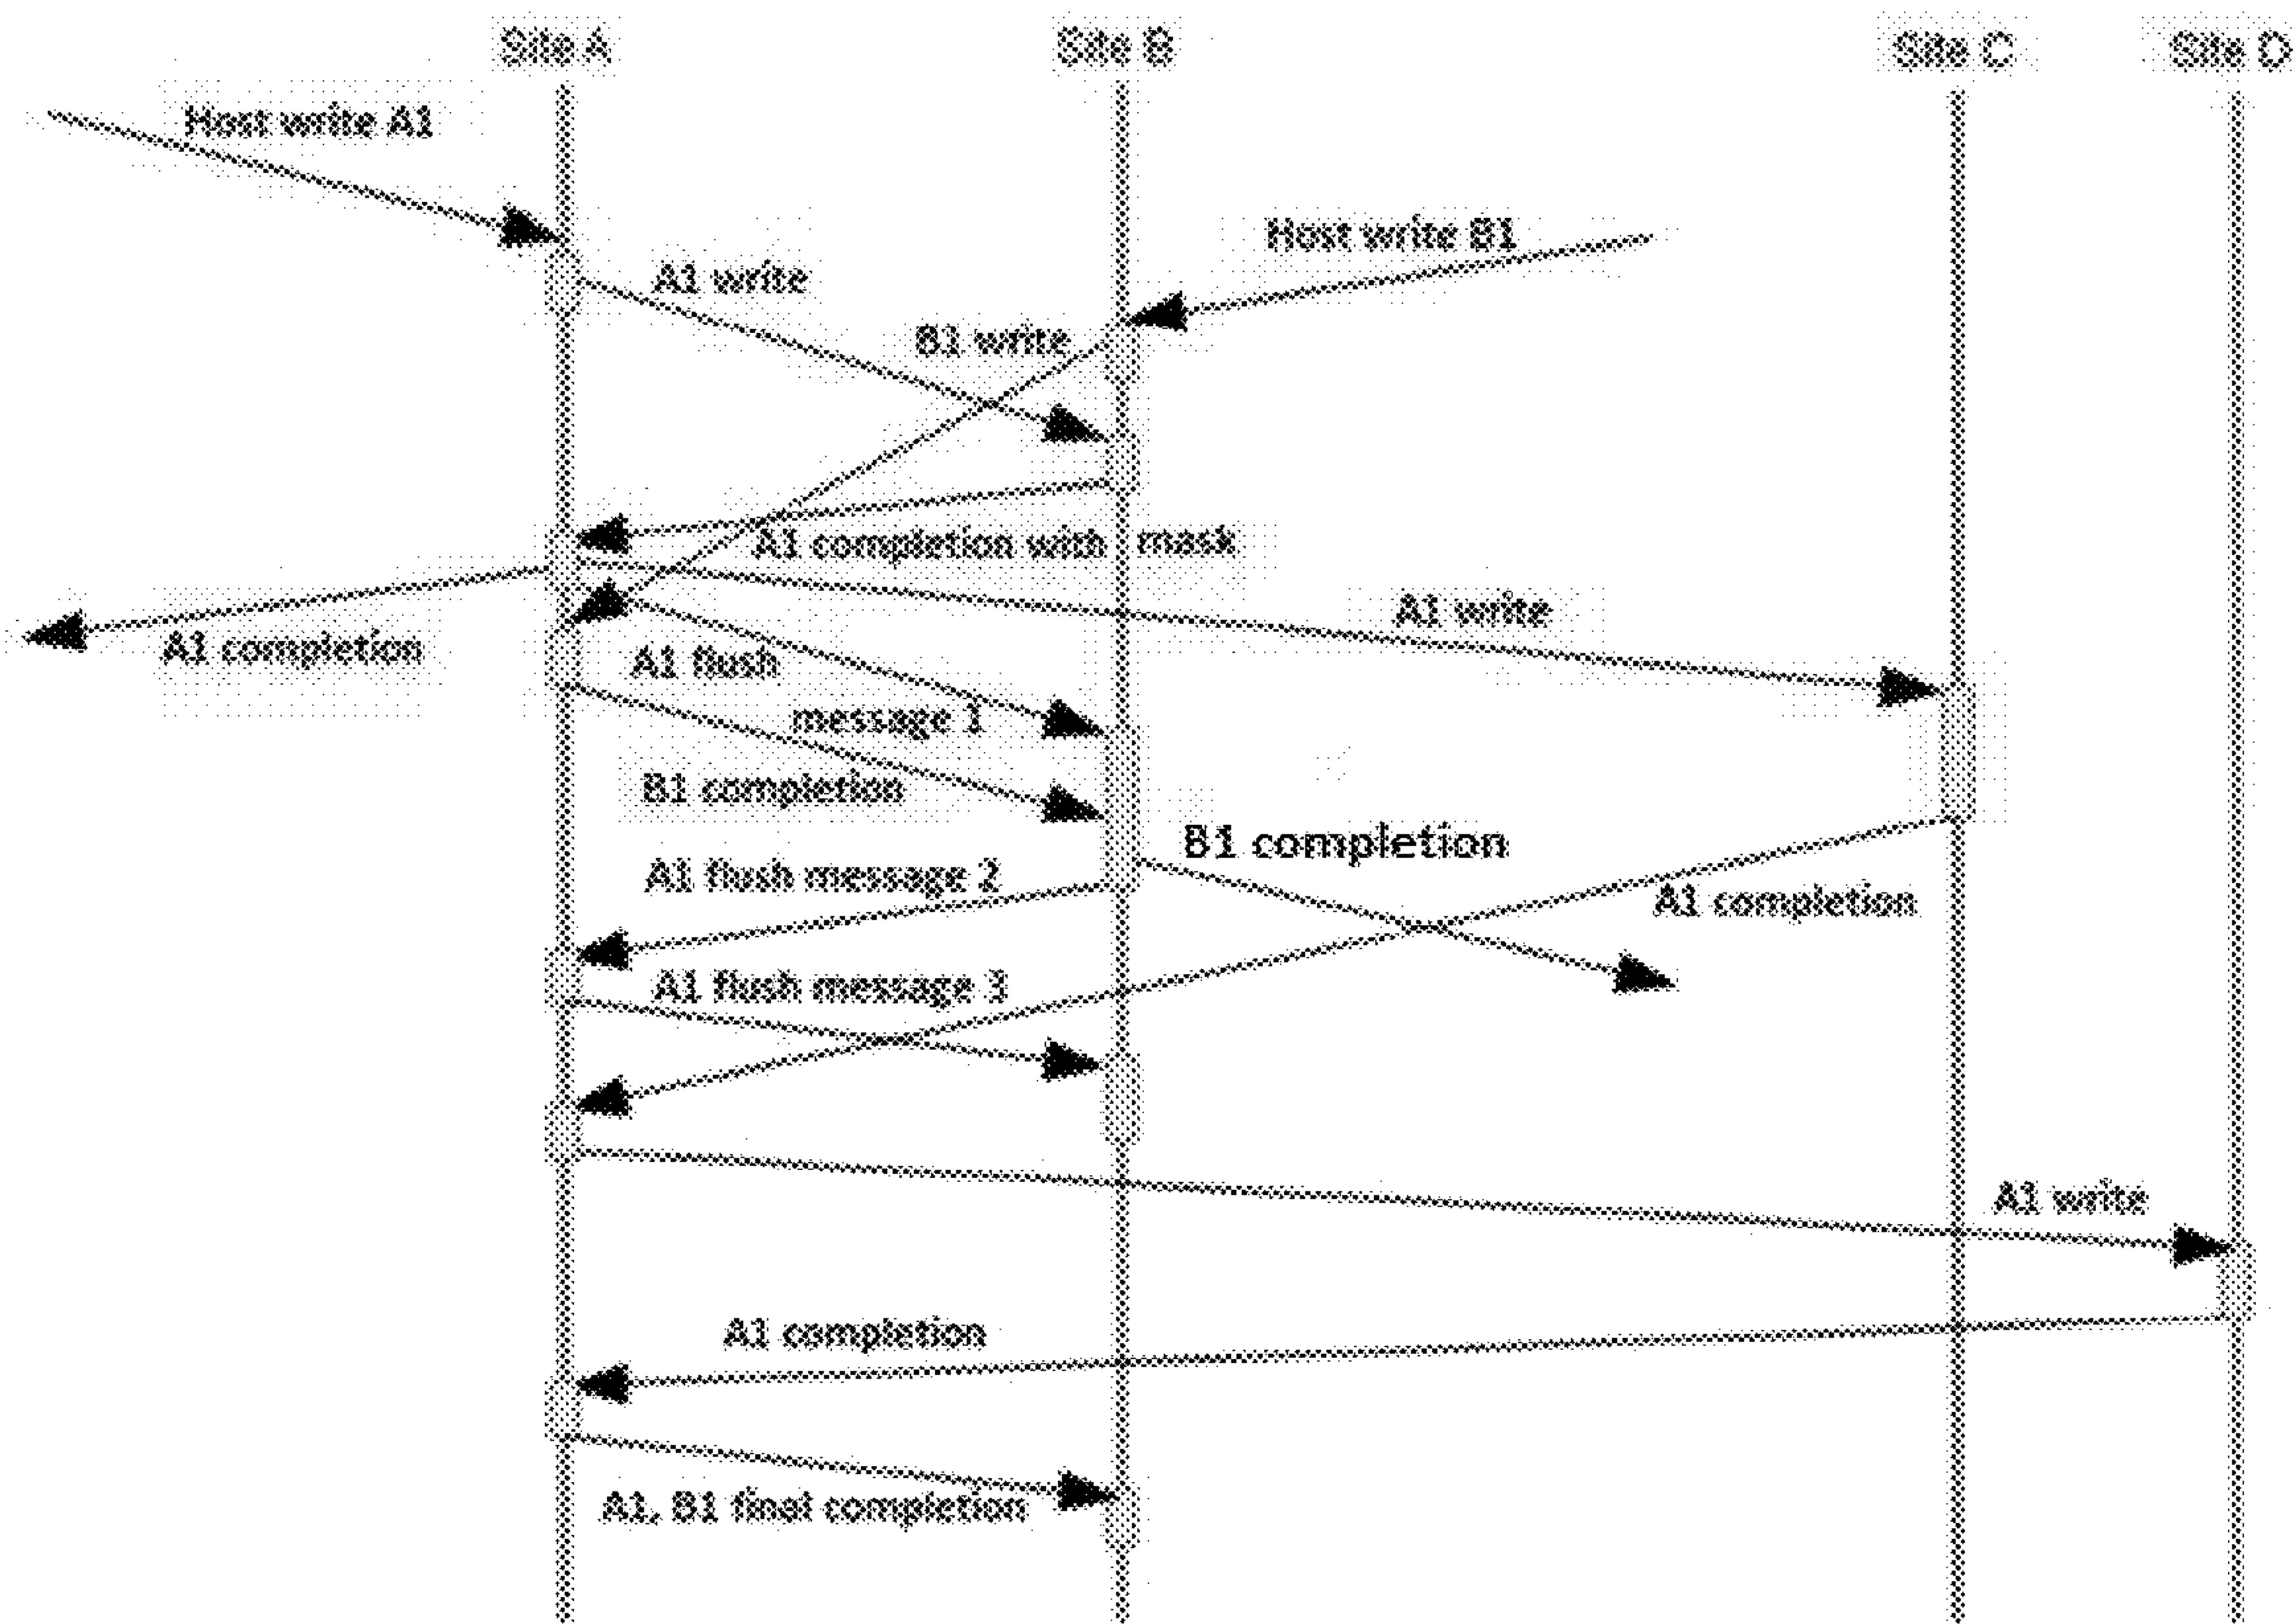 Site A
Site B
Site C
Site D
Host write A1
Host write B1
A1 write
B1 write
A1 completion with mask
A1 write
A1 completion
A1 flush
message 1
B1 completion
B1 completion
A1 flush message 2
A1 completion
A1 flush message 3
A1 write
A1 completion
A1, B1 final completion